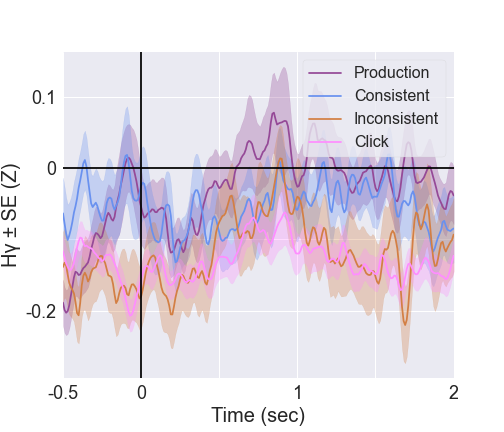 Production
Consistent
Inconsistent
Click
0.1
0
-0.2
Hγ ± SE (Z)
-0.5
0
1
2
Time (sec)